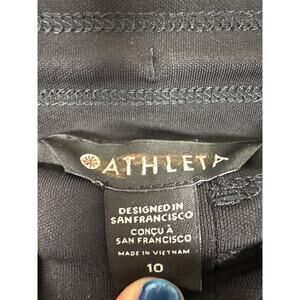 ATHLETA
DESIGNED IN
SAN FRANCISCO
CONÇU À
SAN FRANCISCO
MADE IN VIETNAM
10